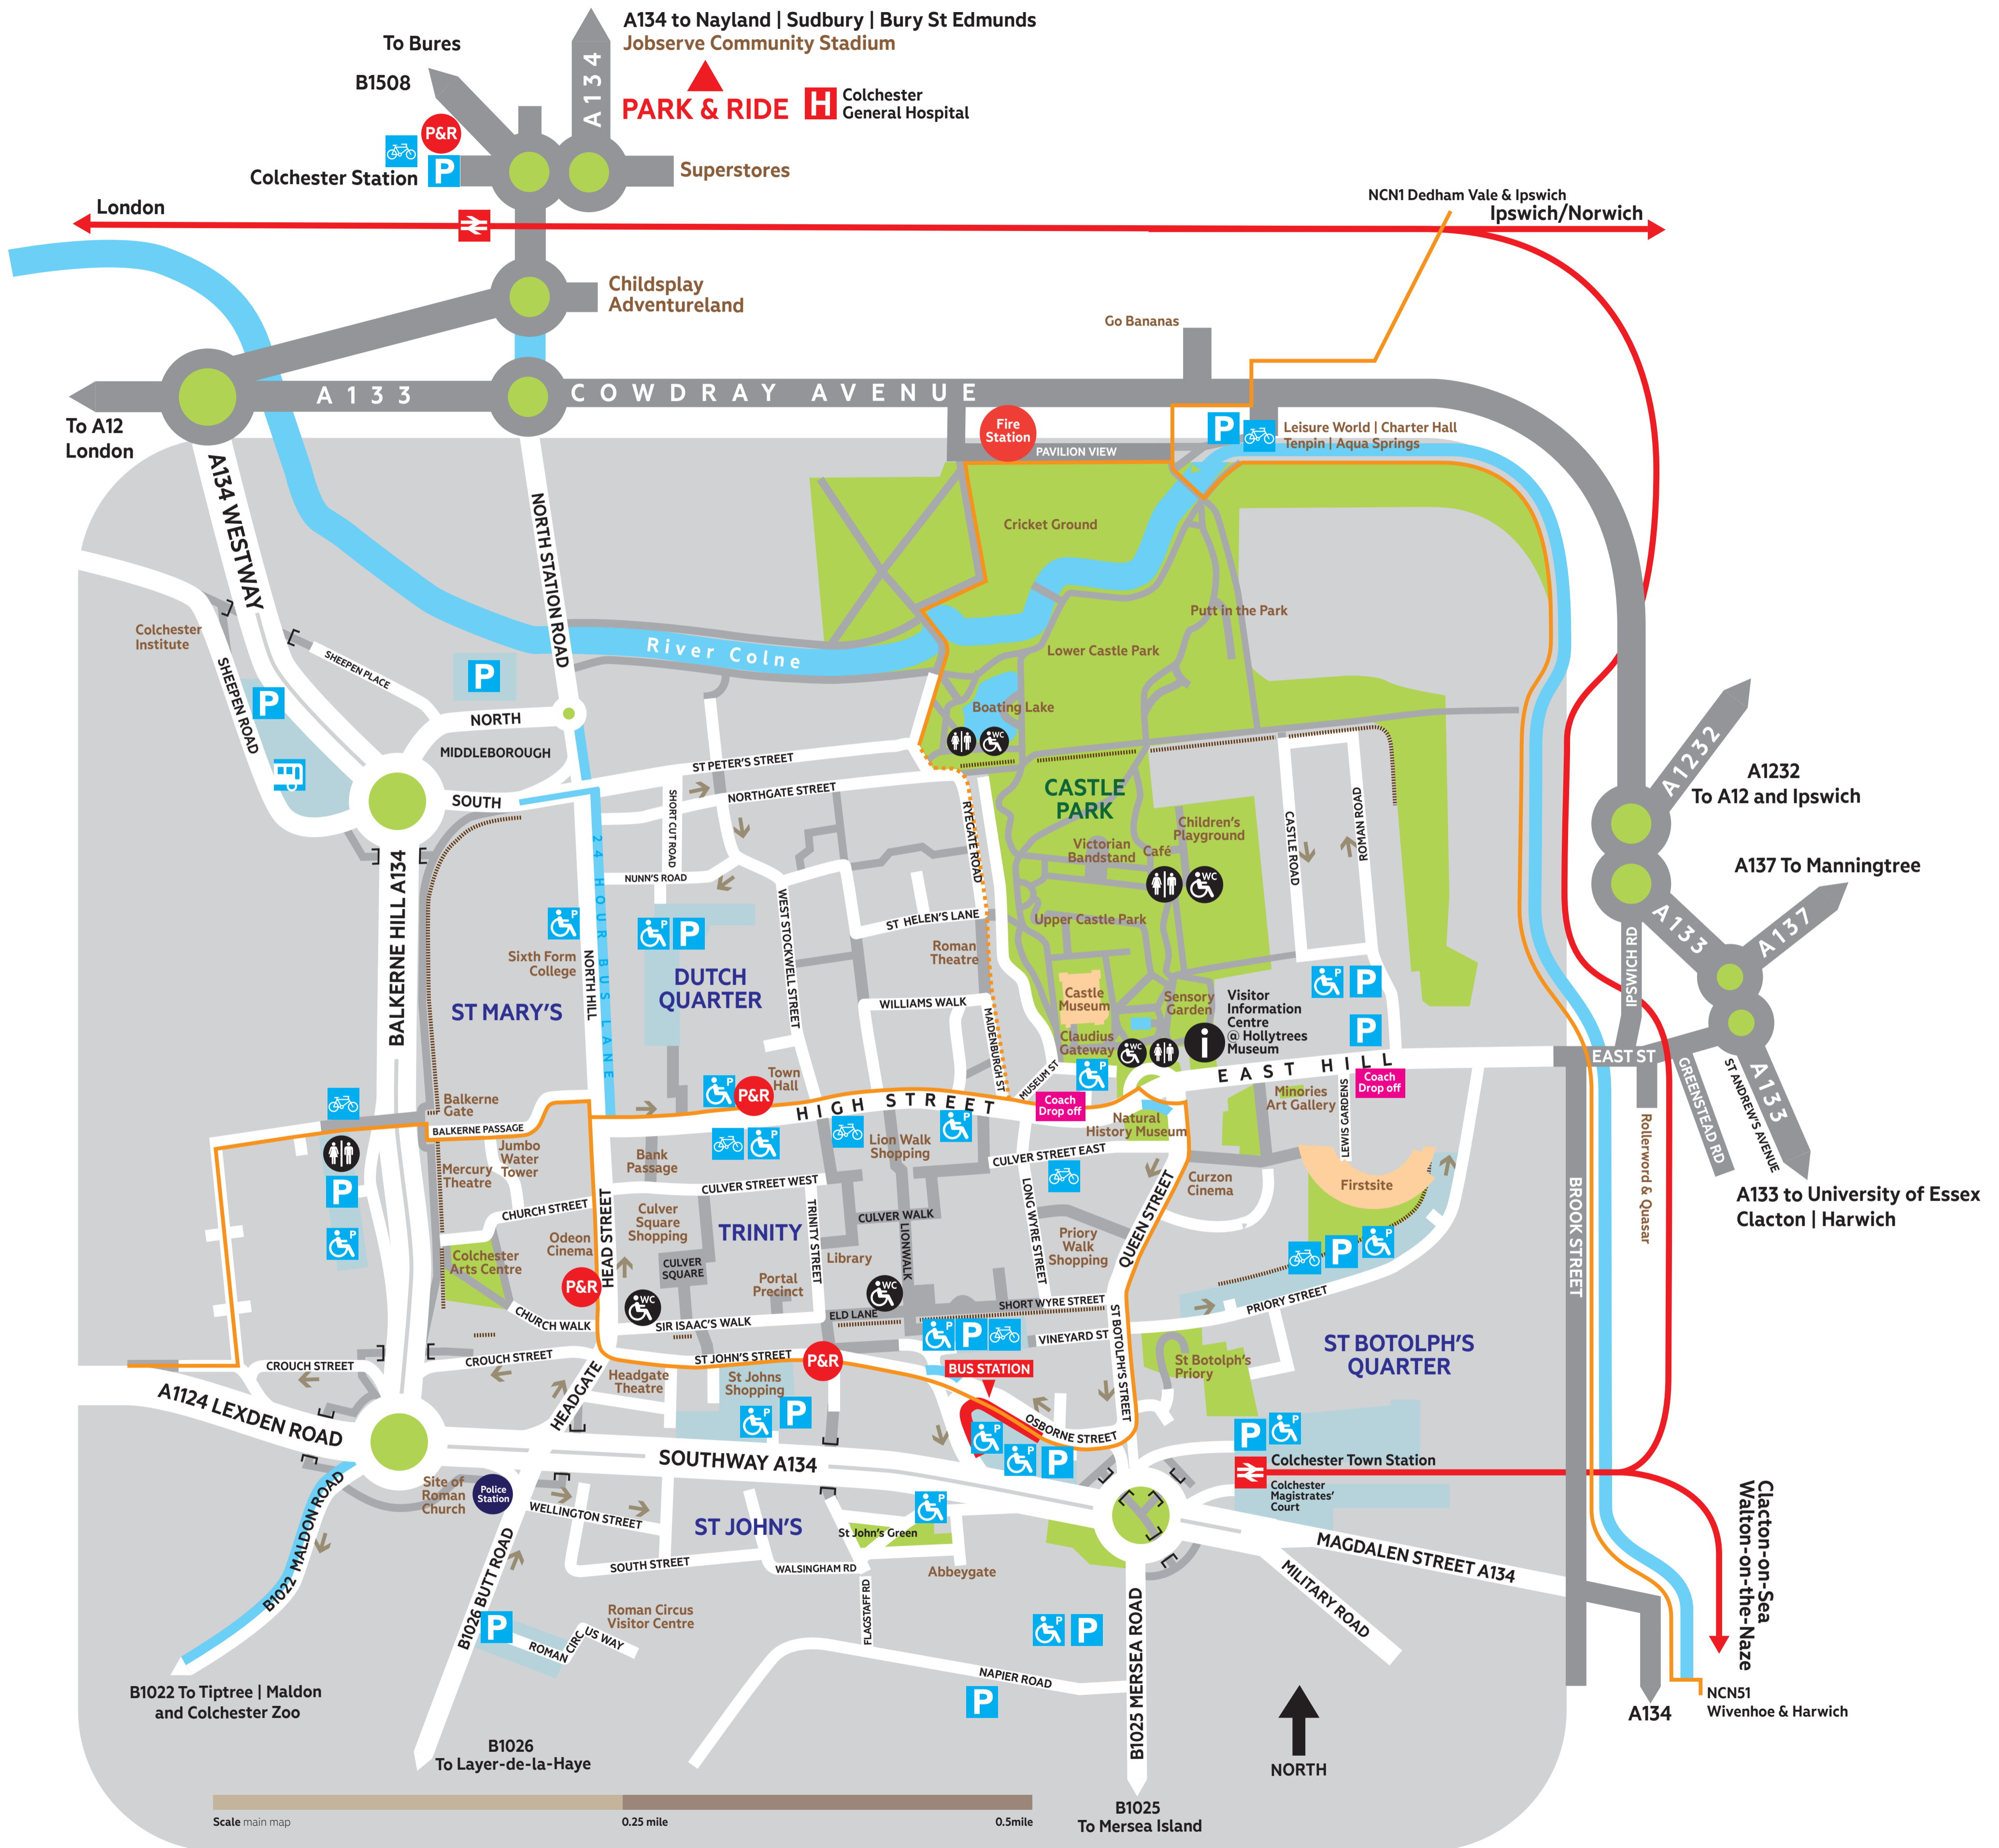 A134 to Nayland | Sudbury | Bury St Edmunds
Jobserve Community Stadium
To Bures
B1508
A134
PARK & RIDE
H
Colchester
General Hospital
P&R
P
Colchester Station
Superstores
London
NCN1 Dedham Vale & Ipswich
Ipswich/Norwich
Childsplay
Adventureland
Go Bananas
A133
COWDRAY AVENUE
To A12
London
Fire
Station
PAVILION VIEW
P
Leisure World | Charter Hall
Tenpin | Aqua Springs
A134 WESTWAY
NORTH STATION ROAD
Cricket Ground
Colchester
Institute
SHEEPEN PLACE
SHEEPEN ROAD
P
P
River Colne
Putt in the Park
Lower Castle Park
Boating Lake
WC
NORTH
MIDDLEBOROUGH
SOUTH
ST PETER'S STREET
NORTHGATE STREET
SHORT CUT ROAD
NUNN'S ROAD
RYEGATE ROAD
CASTLE
PARK
Victorian
Bandstand
Café
Children's
Playground
WC
CASTLE ROAD
ROMAN ROAD
A1232
A1232
To A12 and Ipswich
A137 To Manningtree
A133
A137
IPSWICH RD
BALKERNE HILL A134
24 HOUR BUS LANE
NORTH HILL
P
Sixth Form
College
ST MARY'S
P
P
DUTCH
QUARTER
WEST STOCKWELL STREET
ST HELEN'S LANE
Roman
Theatre
Upper Castle Park
WILLIAMS WALK
MAIDENBURGH ST
Castle
Museum
Sensory
Garden
Claudius
Gateway
WC
i
Visitor
Information
Centre
@ Hollytrees
Museum
P
P
P
MUSEUM ST
P
EAST HILL
EAST ST
GREENSTEAD RD
ST ANDREW'S AVENUE
A133
A133 to University of Essex
Clacton | Harwich
Rollerword & Quasar
Coach
Drop off
Coach
Drop off
Minories
Art Gallery
LEWIS GARDENS
Natural
History Museum
Town
Hall
P
P&R
HIGH STREET
Balkerne
Gate
BALKERNE PASSAGE
Jumbo
Water
Tower
Mercury
Theatre
P
P
Bank
Passage
P
Lion Walk
Shopping
P
CULVER STREET EAST
CULVER STREET WEST
CHURCH STREET
HEAD STREET
Culver
Square
Shopping
TRINITY
TRINITY STREET
CULVER WALK
LIONWALK
Library
LONG WYRE STREET
Priory
Walk
Shopping
QUEEN STREET
Curzon
Cinema
Firstsite
P
P
BROOK STREET
Colchester
Arts Centre
Odeon
Cinema
P&R
WC
CULVER
SQUARE
Portal
Precinct
WC
ELD LANE
SHORT WYRE STREET
PRIORY STREET
CHURCH WALK
SIR ISAAC'S WALK
P
P
VINEYARD ST
ST BOTOLPH'S STREET
ST BOTOLPH'S
QUARTER
St Botolph's
Priory
CROUCH STREET
CROUCH STREET
ST JOHN'S STREET
P&R
BUS STATION
HEADGATE
Headgate
Theatre
St Johns
Shopping
P
P
A1124 LEXDEN ROAD
P
OSBORNE STREET
P
P
P
P
SOUTHWAY A134
Colchester Town Station
Colchester
Magistrates'
Court
Site of
Roman
Church
Police
Station
WELLINGTON STREET
ST JOHN'S
P
St John's Green
B1022 MALDON ROAD
B1026 BUTT ROAD
SOUTH STREET
WALSINGHAM RD
Abbeygate
MAGDALEN STREET A134
MILITARY ROAD
Clacton-on-Sea
Walton-on-the-Naze
P
Roman Circus
Visitor Centre
ROMAN CIRCUS WAY
FLAGSTAFF RD
P
P
NAPIER ROAD
P
B1025 MERSEA ROAD
B1022 To Tiptree | Maldon
and Colchester Zoo
NCN51
Wivenhoe & Harwich
A134
B1026
To Layer-de-la-Haye
NORTH
B1025
To Mersea Island
Scale main map
0.25 mile
0.5mile